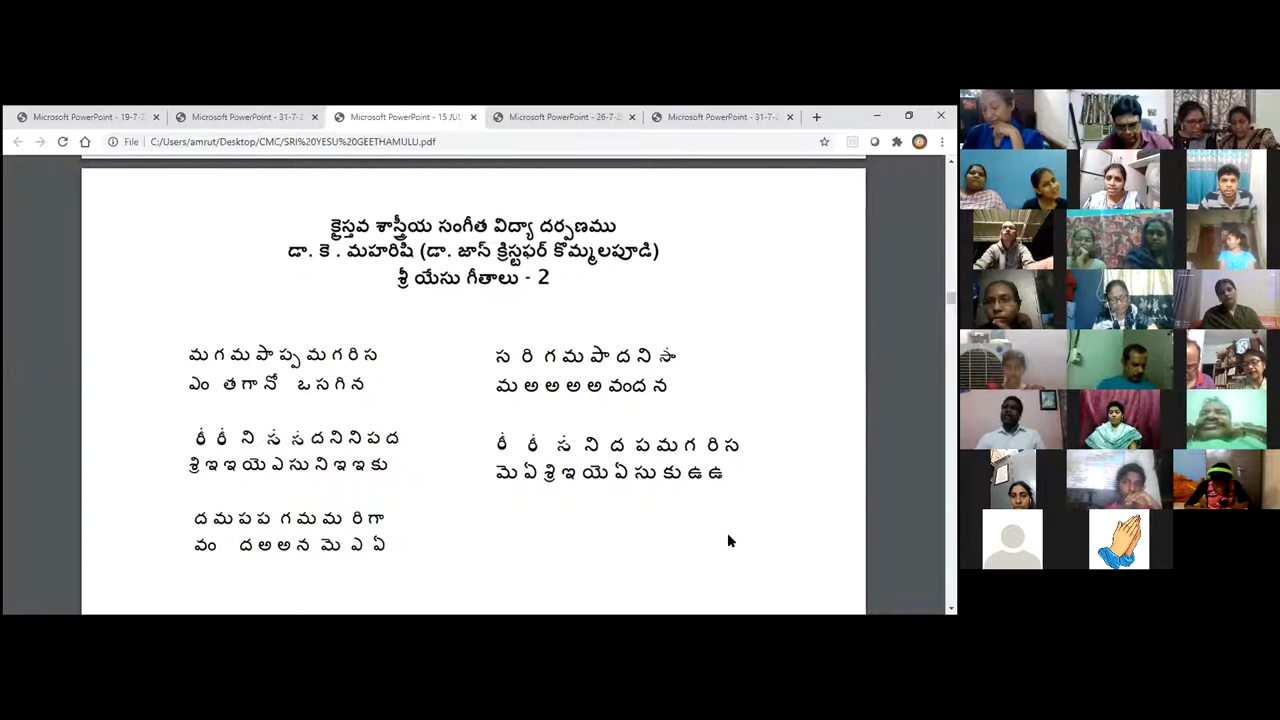 Microsoft PowerPoint - 19-7-2
Microsoft PowerPoint - 31-7-2
Microsoft PowerPoint - 15 JU
Microsoft PowerPoint - 26-7-2
Microsoft PowerPoint - 31-7-2
File C:/Users/amrut/Desktop/CMC/SRI%20YESU%20GEETHAMULU.pdf
క్రైస్తవ శాస్త్రీయ సంగీత విద్యా దర్పణము
డా. కె . మహరిషి (డా. జాస్ క్రిస్టఫర్ కొమ్మలపూడి)
శ్రీ యేసు గీతాలు - 2
మ గ మ పా ప్ప మ గ రి స
ఎం త గా నో ఒ స గి న
రీ̇ రీ̇ ని స̇ స̇ ద ని ని ప ద
శ్రి ఇ ఇ యె ఎ సు ని ఇ ఇ కు
ద మ ప ప గ మ మ రి గా
వం ద అ అ న మె ఎ ఏ
స రి గ మ పా ద ని సా̇
మ అ అ అ అ వంద న
రీ̇ రీ̇ స̇ ని ద ప మ గ రి స
మె ఏ శ్రి ఇ యె ఏ సు కు ఉ ఉ